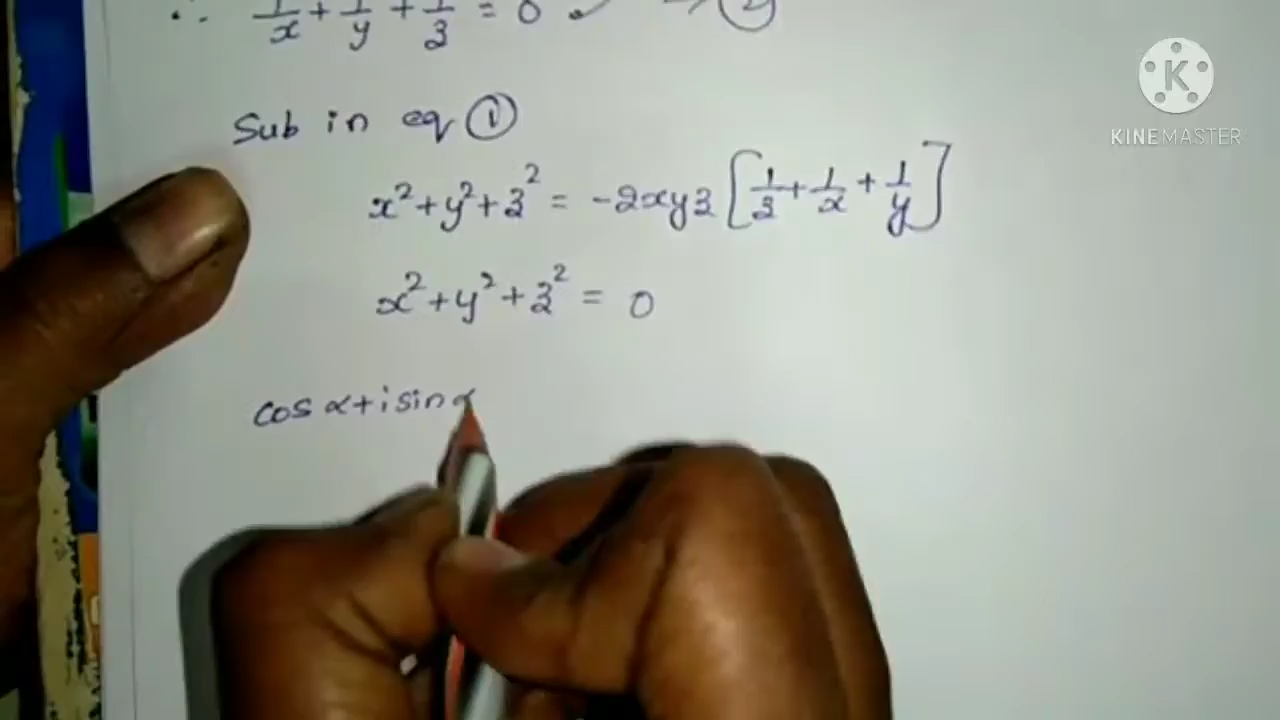 ∴ 1/x + 1/y + 1/z = 0 → ②
Sub in eq ①
x² + y² + z² = -2xyz [1/z + 1/x + 1/y]
x² + y² + z² = 0
cos α + i sin α
K
KINEMASTER